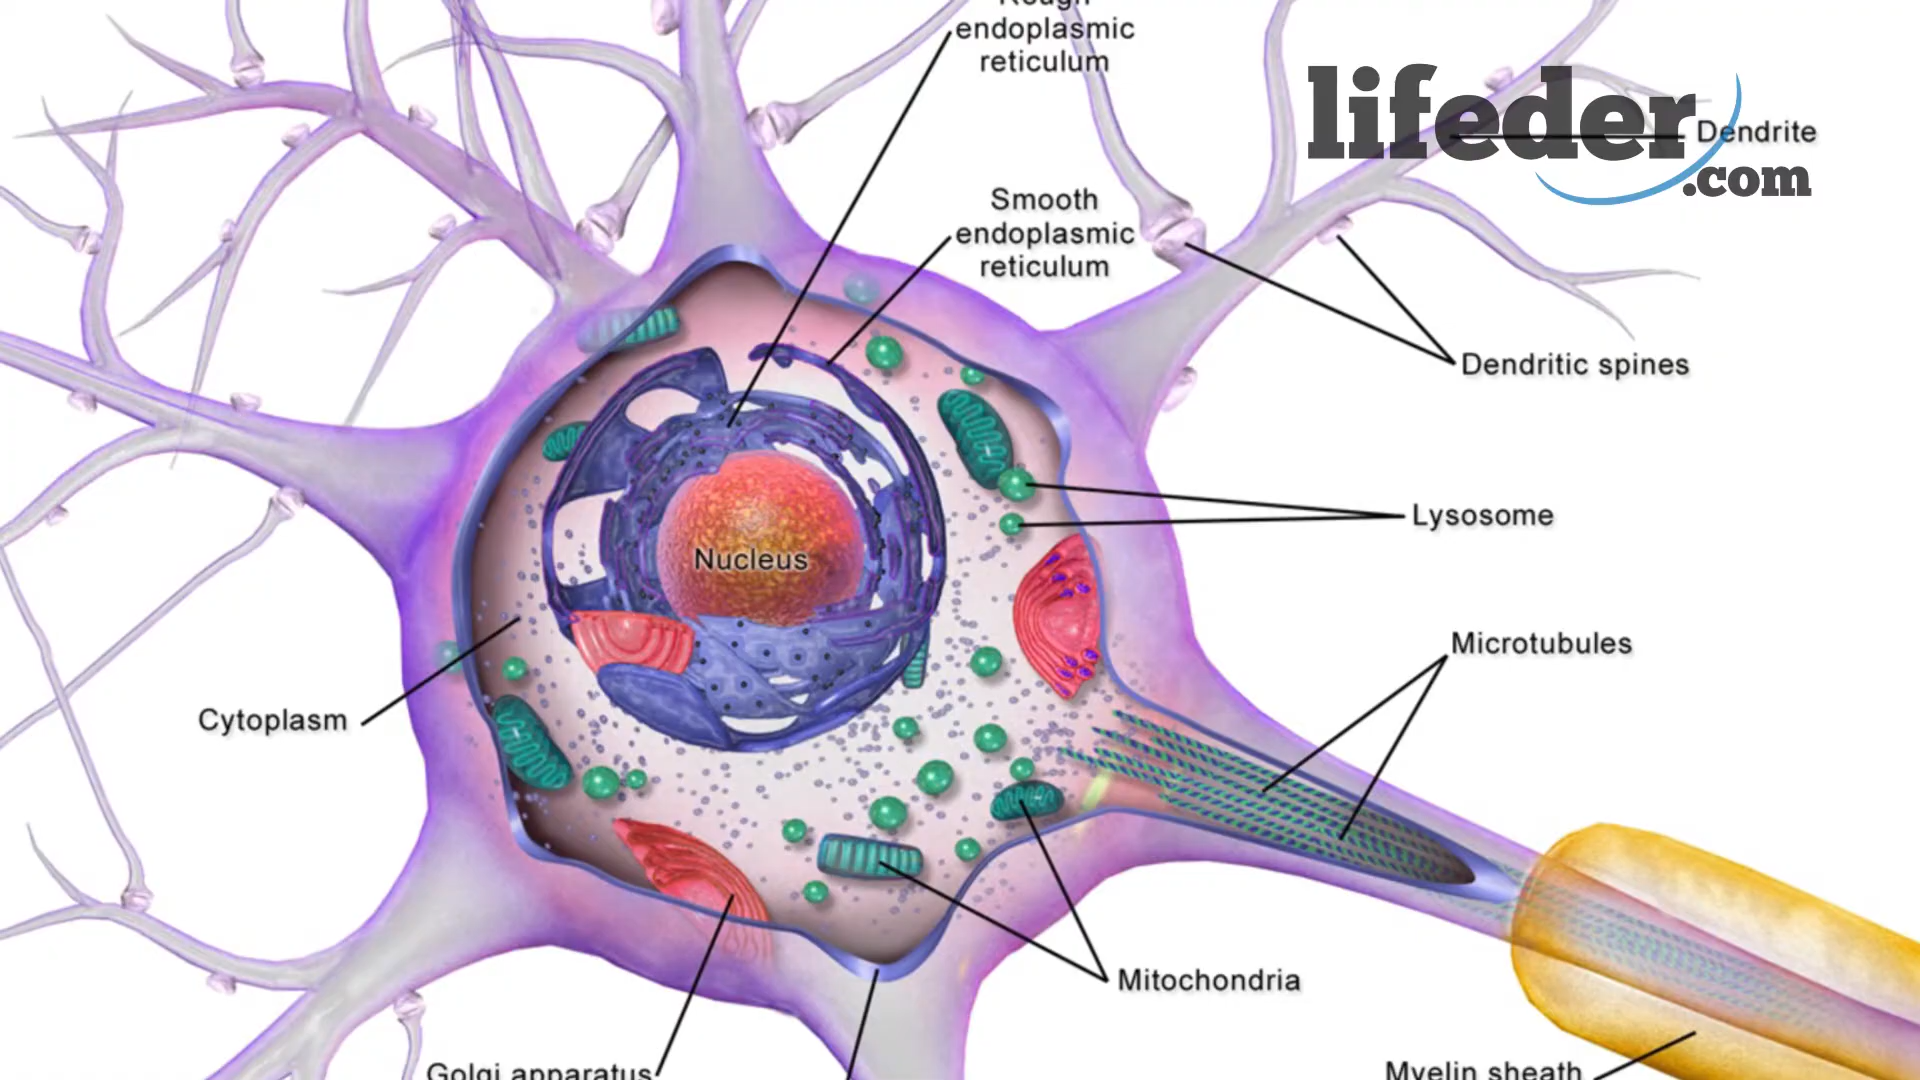 Rough
endoplasmic
reticulum
lifeder
.com
Dendrite
Smooth
endoplasmic
reticulum
Dendritic spines
Lysosome
Nucleus
Microtubules
Cytoplasm
Mitochondria
Golgi apparatus
Myelin sheath